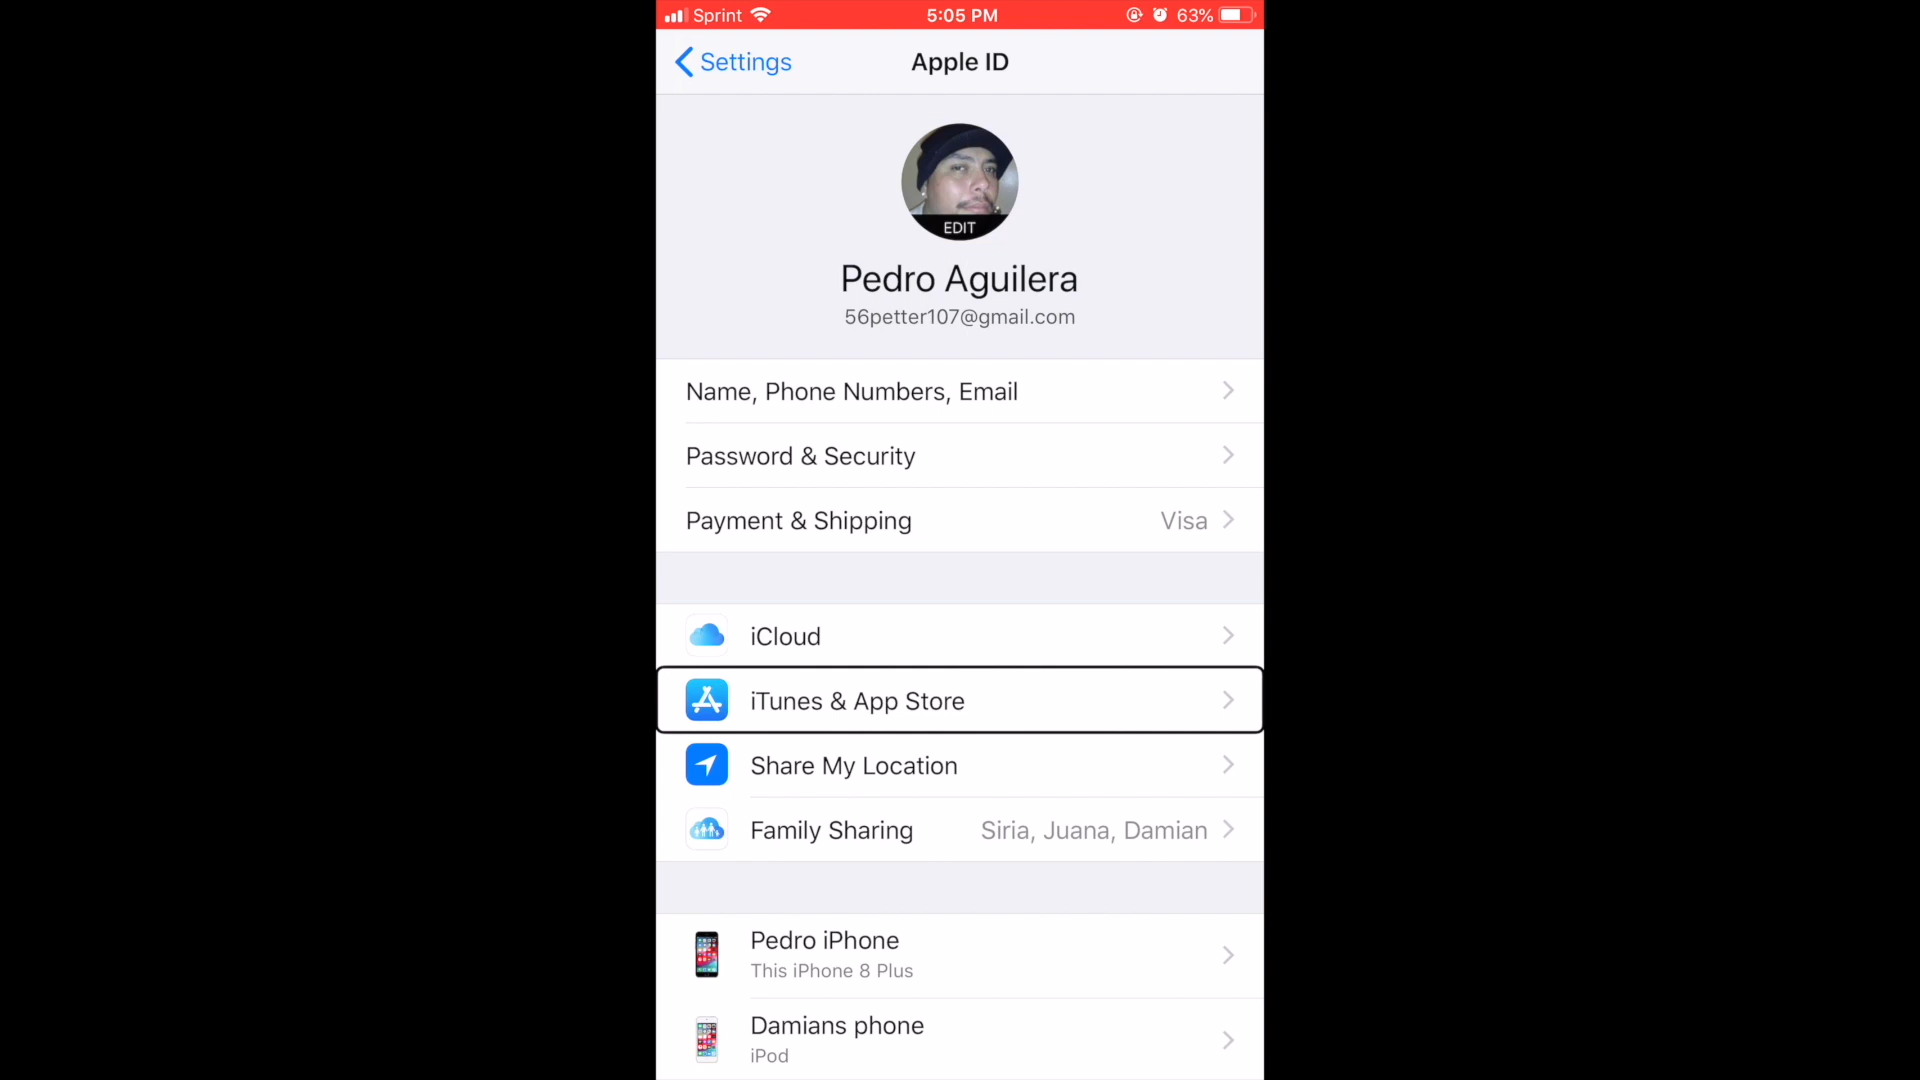 Sprint 5:05 PM 63%
Settings Apple ID
EDIT
Pedro Aguilera
56petter107@gmail.com
Name, Phone Numbers, Email
Password & Security
Payment & Shipping Visa
iCloud
iTunes & App Store
Share My Location
Family Sharing Siria, Juana, Damian
Pedro iPhone
This iPhone 8 Plus
Damians phone
iPod